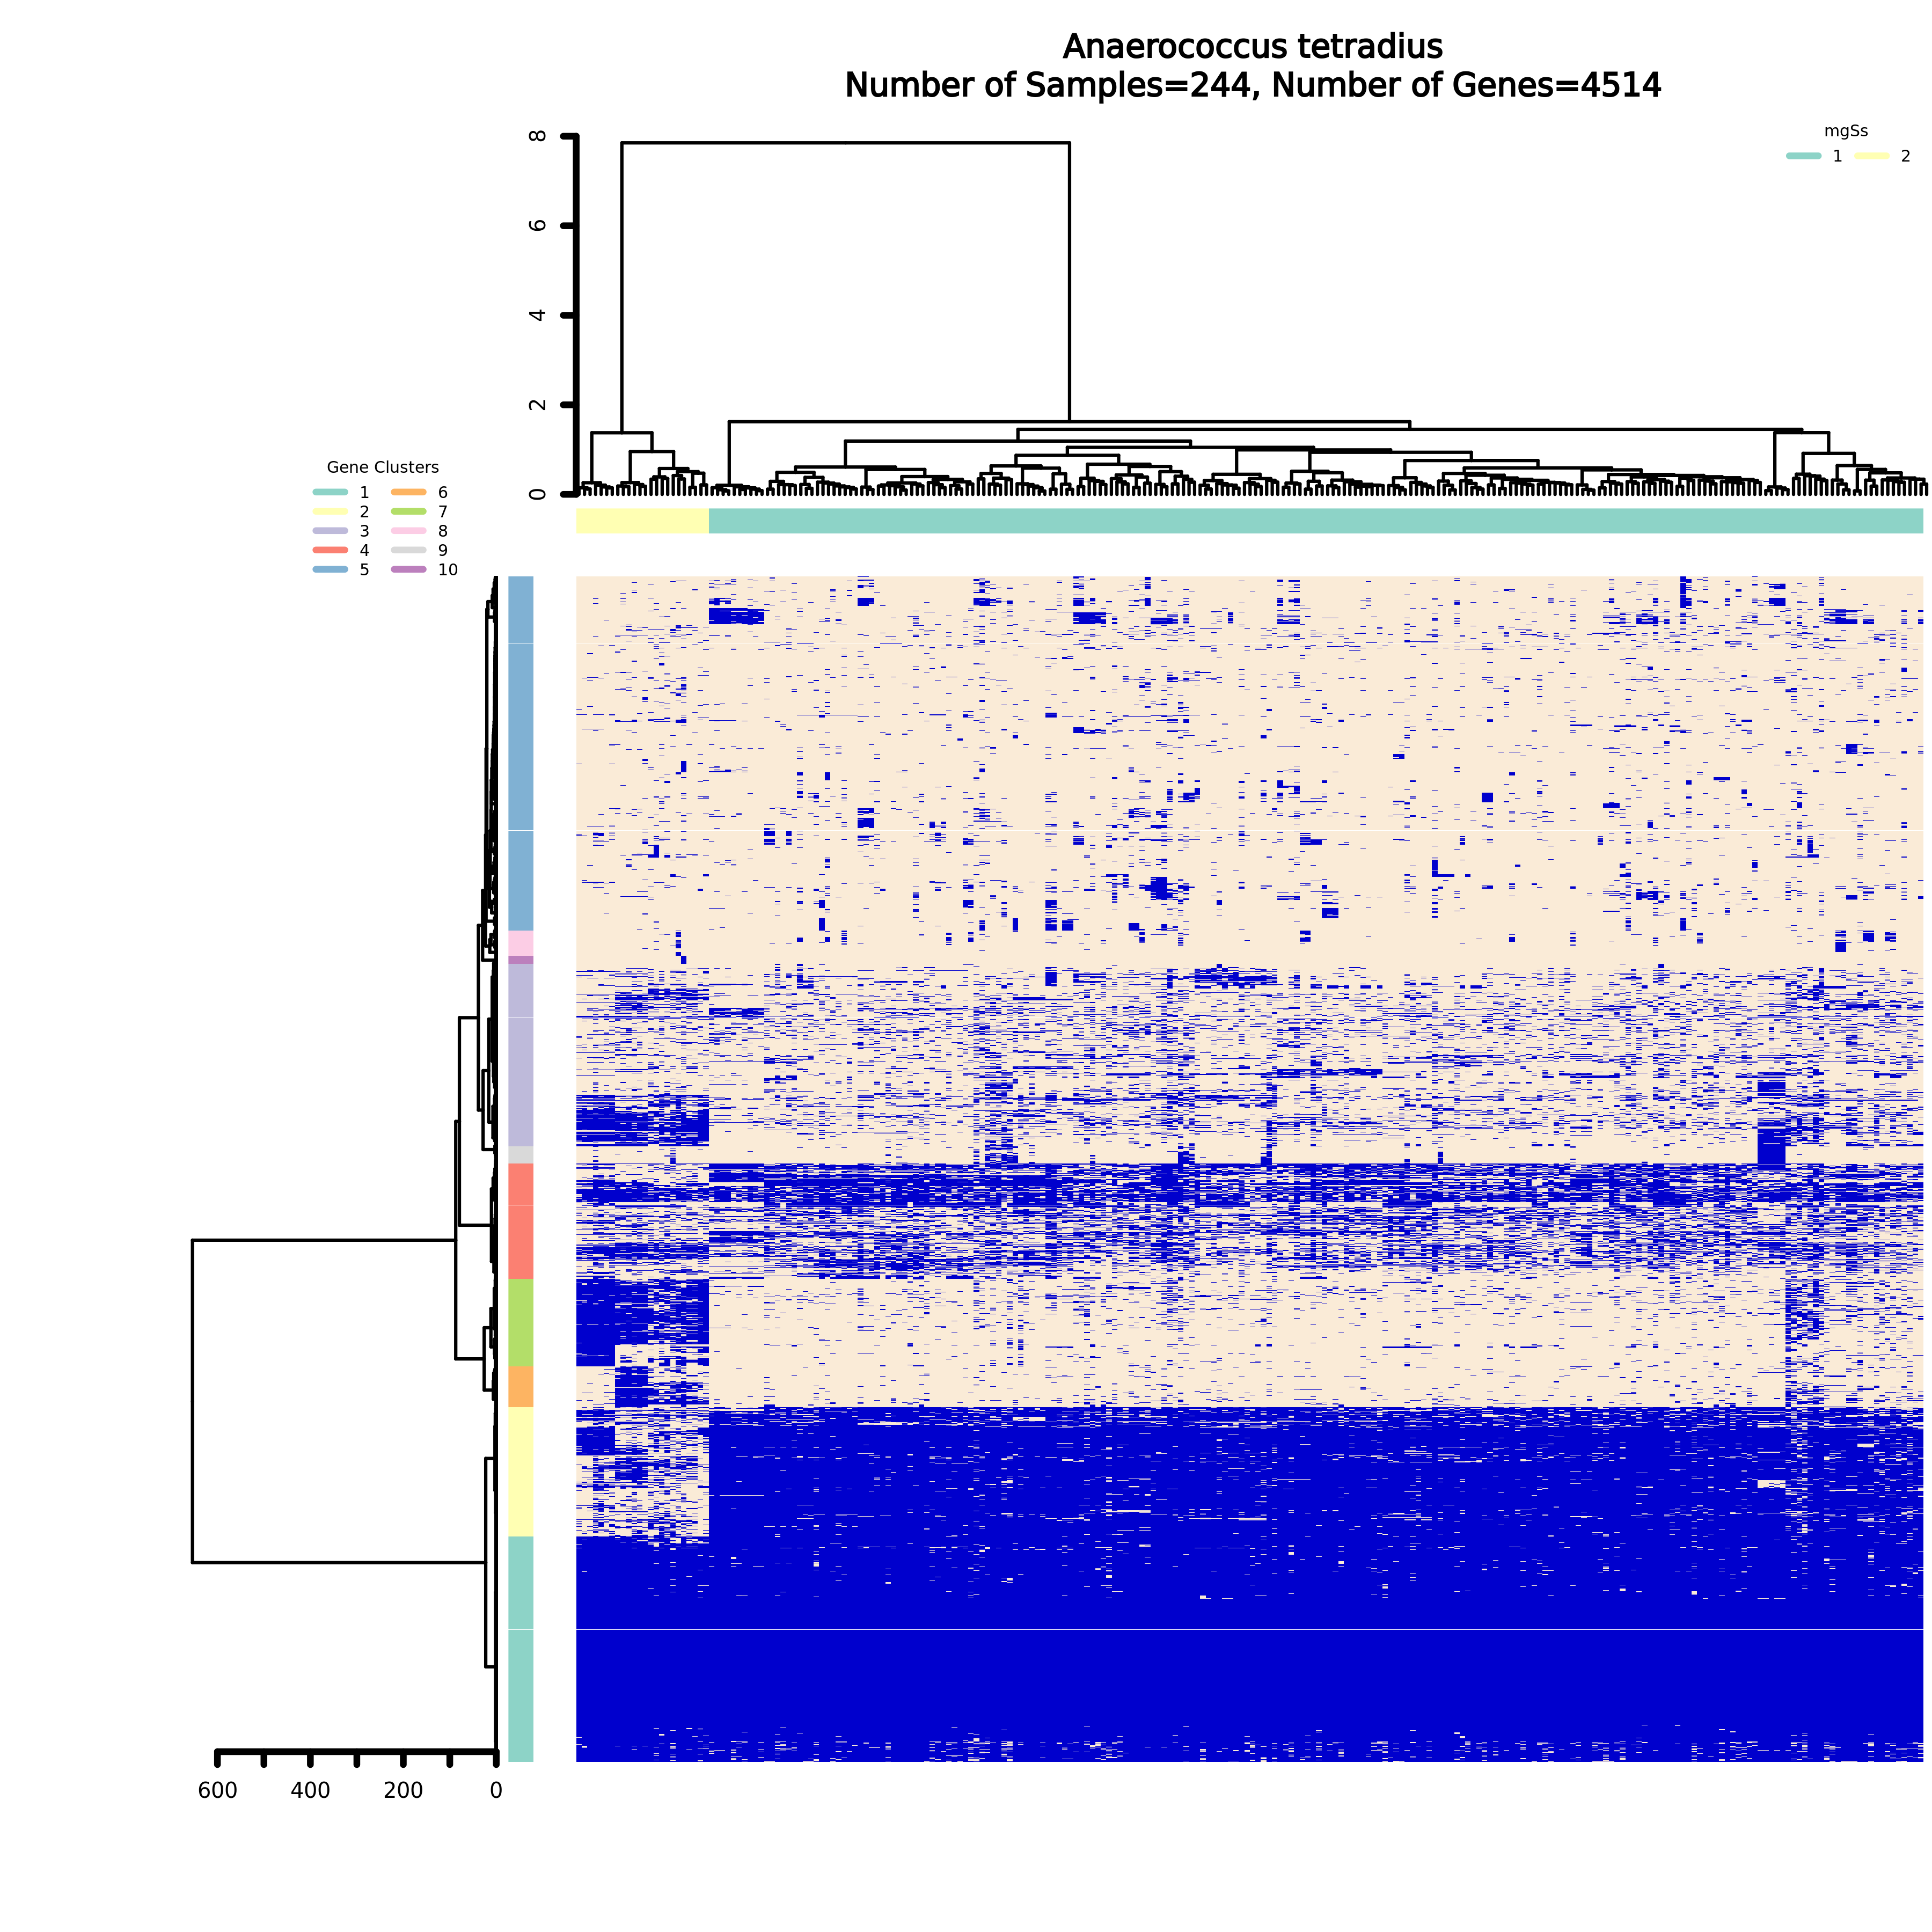 Anaerococcus tetradius
Number of Samples=244, Number of Genes=4514
mgSs
1 2
8
6
4
2
0
Gene Clusters
1 6
2 7
3 8
4 9
5 10
600 400 200 0